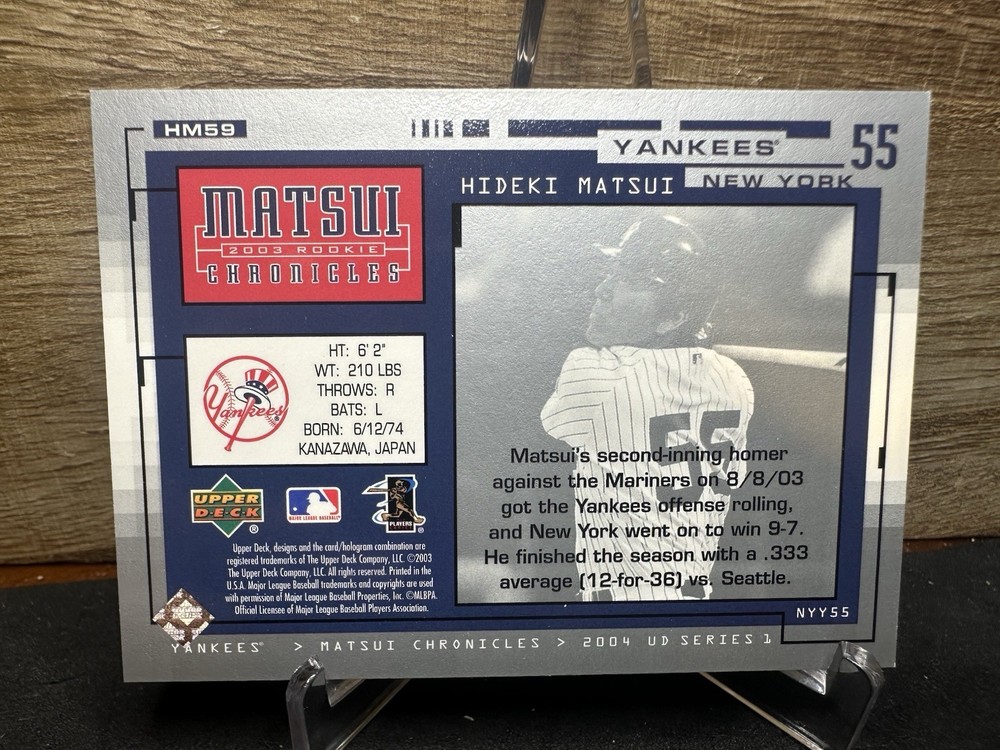 HM59
YANKEES®
55
HIDEKI MATSUI
NEW YORK
MATSUI
2003 ROOKIE
CHRONICLES
HT: 6' 2"
WT: 210 LBS
THROWS: R
BATS: L
BORN: 6/12/74
KANAZAWA, JAPAN
Yankees
55
Matsui's second-inning homer
against the Mariners on 8/8/03
got the Yankees offense rolling,
and New York went on to win 9-7.
He finished the season with a .333
average (12-for-36) vs. Seattle.
UPPER
DECK®
MAJOR LEAGUE BASEBALL
PLAYERS
Upper Deck, designs and the card/hologram combination are
registered trademarks of The Upper Deck Company, LLC. ©2003
The Upper Deck Company, LLC. All rights reserved. Printed in the
U.S.A. Major League Baseball trademarks and copyrights are used
with permission of Major League Baseball Properties, Inc. ©MLBPA.
Official Licensee of Major League Baseball Players Association.
NYY55
YANKEES® > MATSUI CHRONICLES > 2004 UD SERIES 1